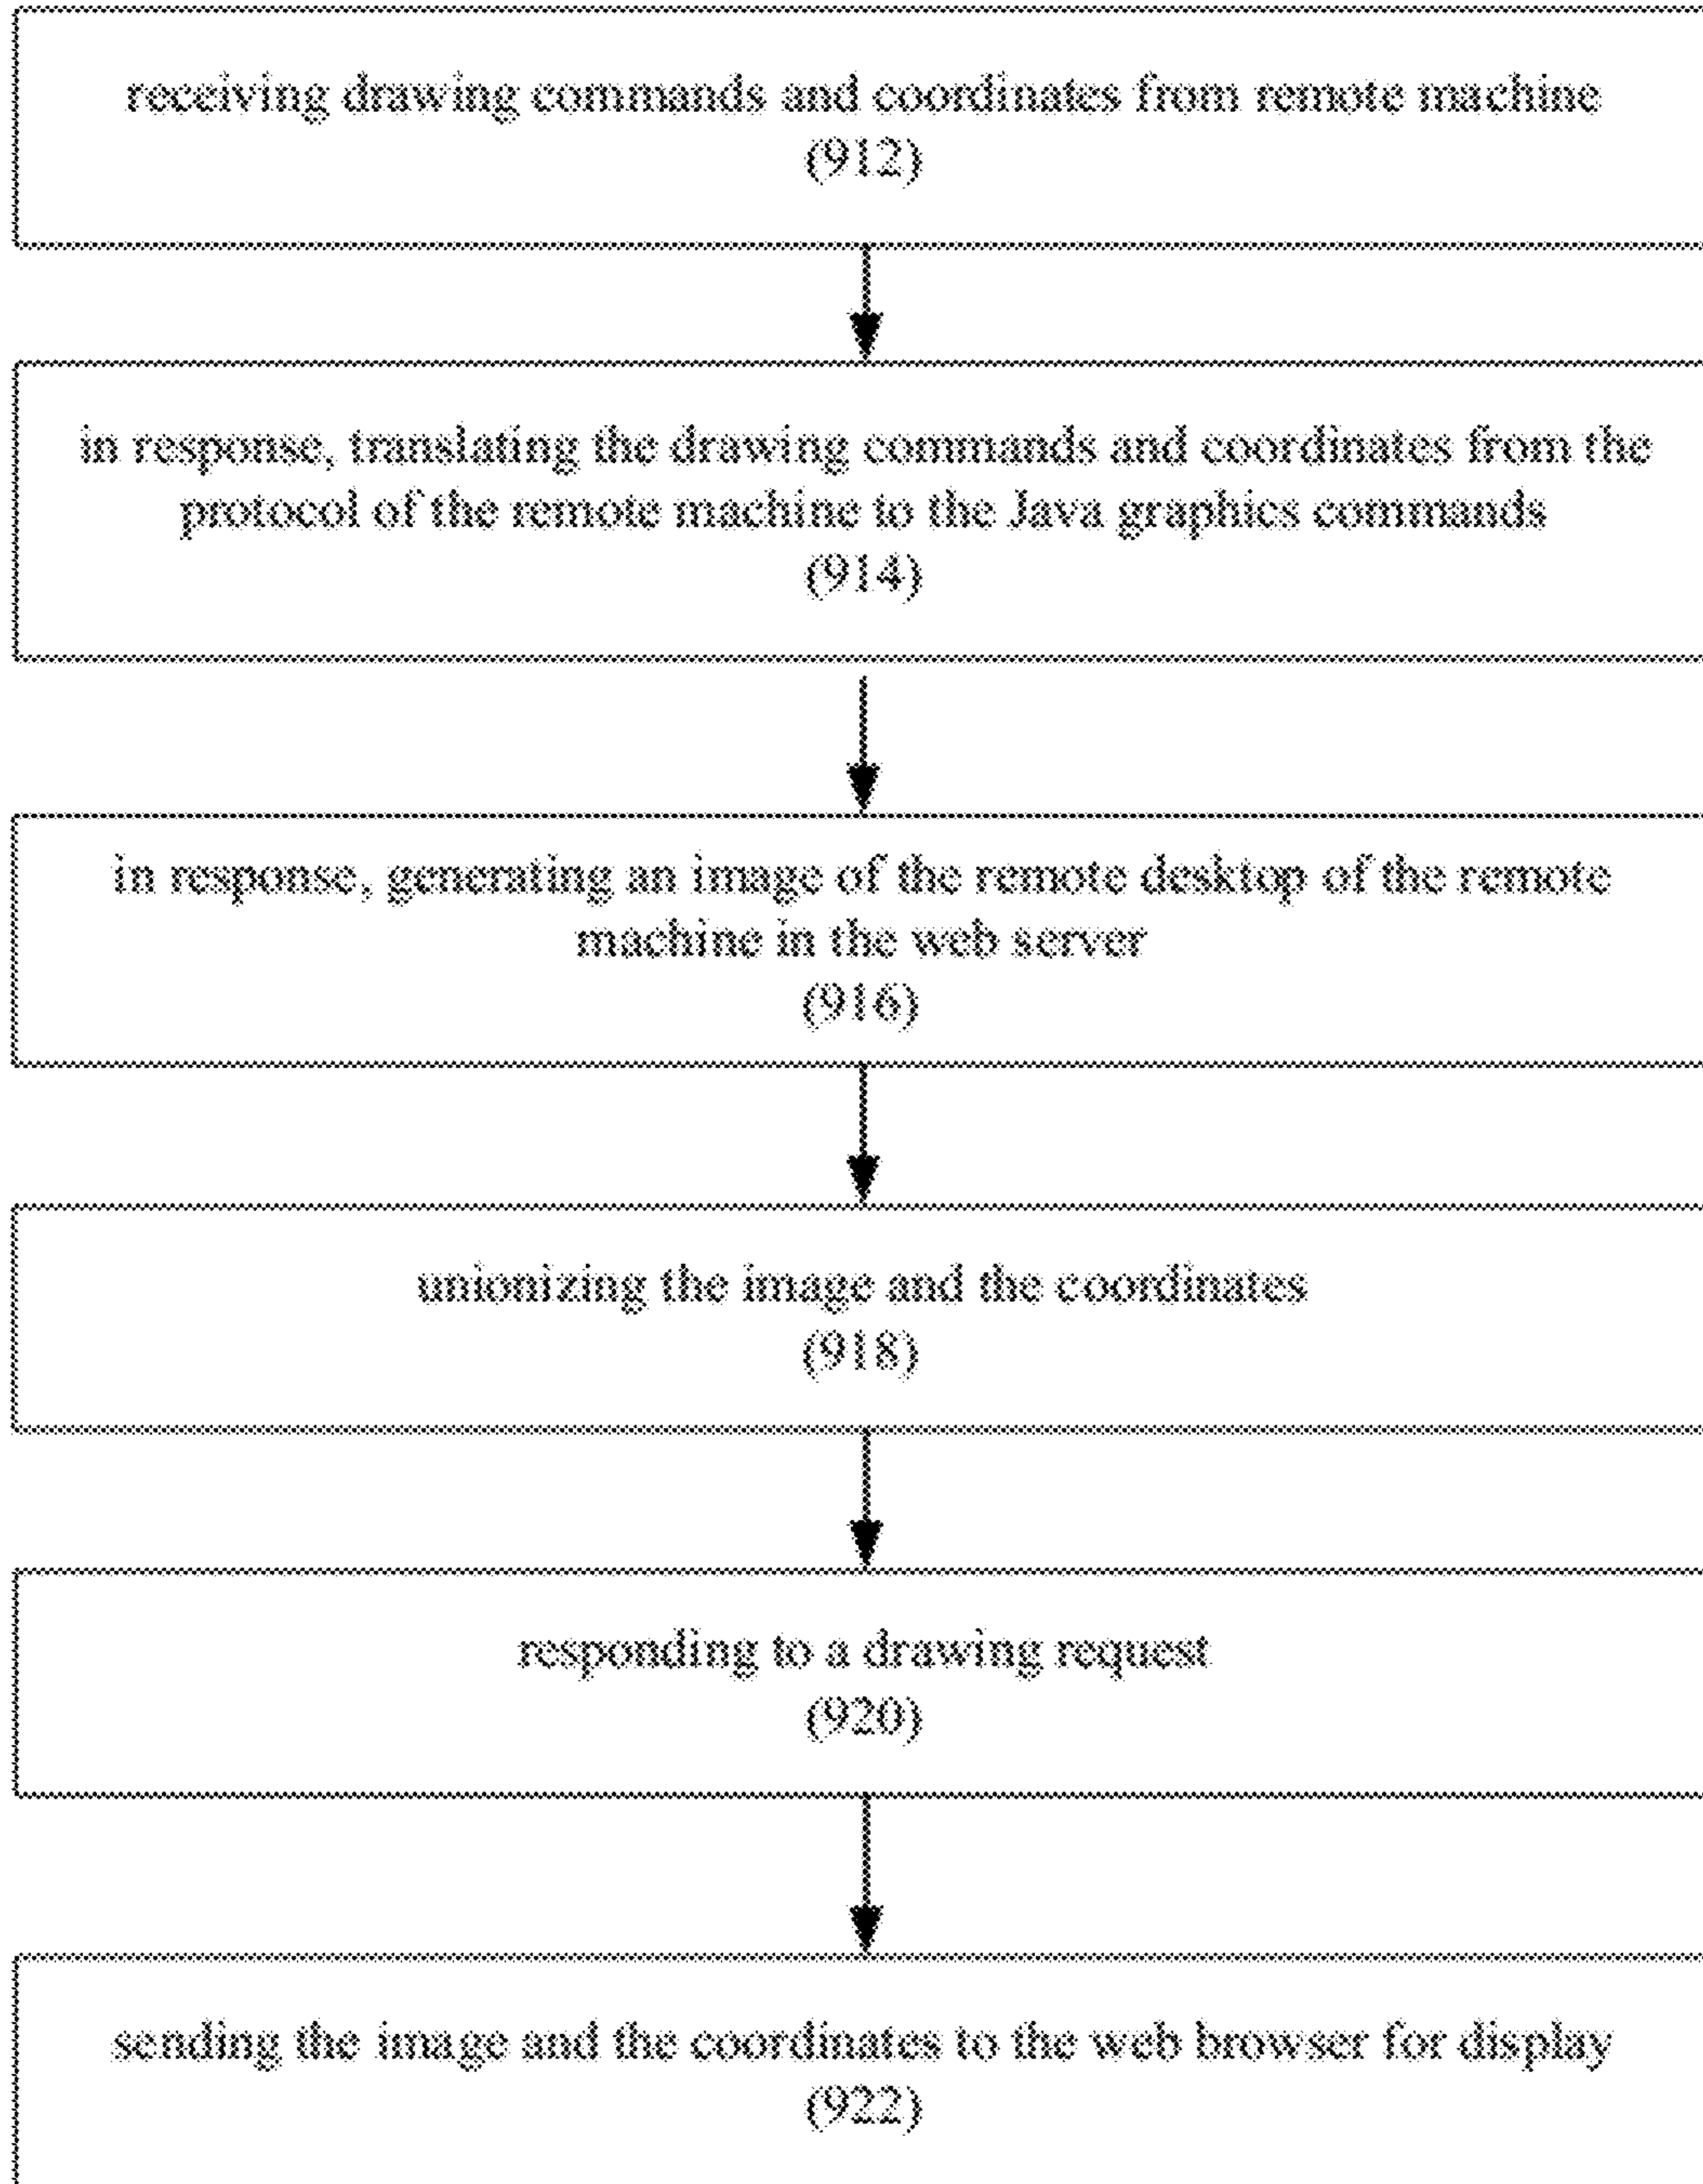 receiving drawing commands and coordinates from remote machine
(912)
in response, translating the drawing commands and coordinates from the
protocol of the remote machine to the Java graphics commands
(914)
in response, generating an image of the remote desktop of the remote
machine in the web server
(916)
unionizing the image and the coordinates
(918)
responding to a drawing request
(920)
sending the image and the coordinates to the web browser for display
(922)